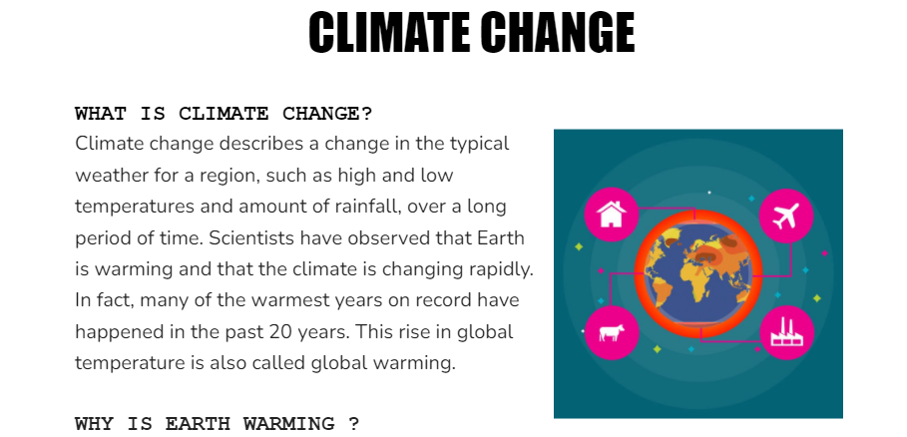 CLIMATE CHANGE
WHAT IS CLIMATE CHANGE?
Climate change describes a change in the typical
weather for a region, such as high and low
temperatures and amount of rainfall, over a long
period of time. Scientists have observed that Earth
is warming and that the climate is changing rapidly.
In fact, many of the warmest years on record have
happened in the past 20 years. This rise in global
temperature is also called global warming.
WHY IS EARTH WARMING ?